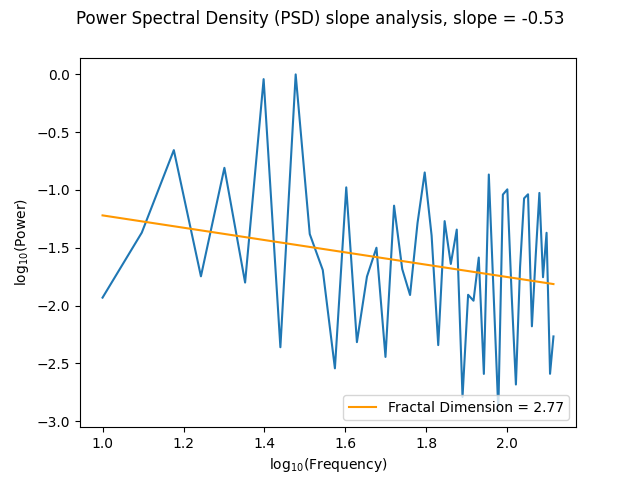 Power Spectral Density (PSD) slope analysis, slope = -0.53
0.0
−0.5
−1.0
−1.5
−2.0
−2.5
−3.0
log₁₀(Power)
1.0 1.2 1.4 1.6 1.8 2.0
log₁₀(Frequency)
Fractal Dimension = 2.77